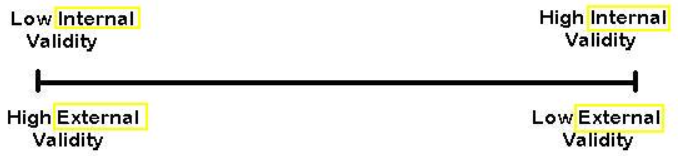 Low Internal
Validity
High Internal
Validity
High External
Validity
Low External
Validity